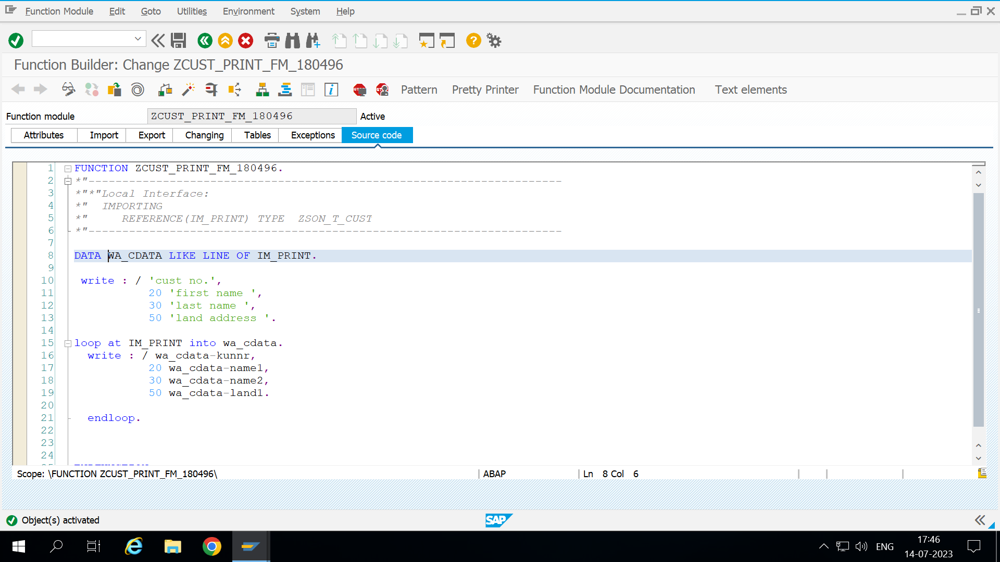 Function Module Edit Goto Utilities Environment System Help
Function Builder: Change ZCUST_PRINT_FM_180496
Pattern Pretty Printer Function Module Documentation Text elements
Function module ZCUST_PRINT_FM_180496 Active
Attributes Import Export Changing Tables Exceptions Source code
1 FUNCTION ZCUST_PRINT_FM_180496.
2 *"----------------------------------------------------------------------
3 *"*"Local Interface:
4 *"  IMPORTING
5 *"     REFERENCE(IM_PRINT) TYPE  ZSON_T_CUST
6 *"----------------------------------------------------------------------
7
8 DATA WA_CDATA LIKE LINE OF IM_PRINT.
9
10 write : / 'cust no.',
11 20 'first name ',
12 30 'last name ',
13 50 'land address '.
14
15 loop at IM_PRINT into wa_cdata.
16 write : / wa_cdata-kunnr,
17 20 wa_cdata-name1,
18 30 wa_cdata-name2,
19 50 wa_cdata-land1.
20
21 endloop.
22
23
24
Scope: \FUNCTION ZCUST_PRINT_FM_180496\ ABAP Ln 8 Col 6
Object(s) activated SAP
ENG 17:46
14-07-2023